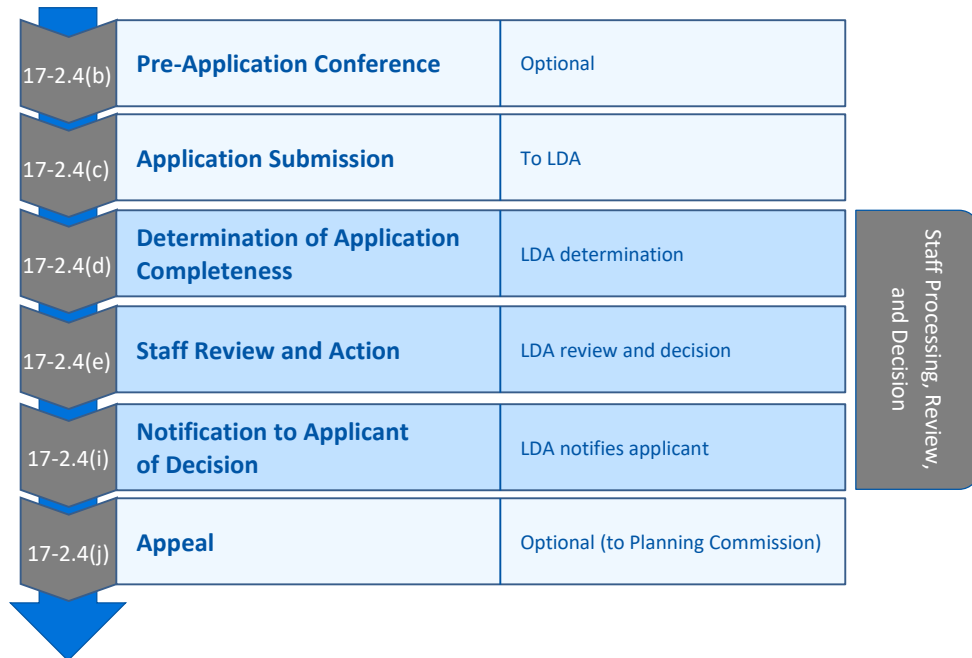 17-2.4(b)
Pre-Application Conference
Optional
17-2.4(c)
Application Submission
To LDA
17-2.4(d)
Determination of Application
Completeness
LDA determination
17-2.4(e)
Staff Review and Action
LDA review and decision
17-2.4(i)
Notification to Applicant
of Decision
LDA notifies applicant
17-2.4(j)
Appeal
Optional (to Planning Commission)
Staff Processing, Review,
and Decision